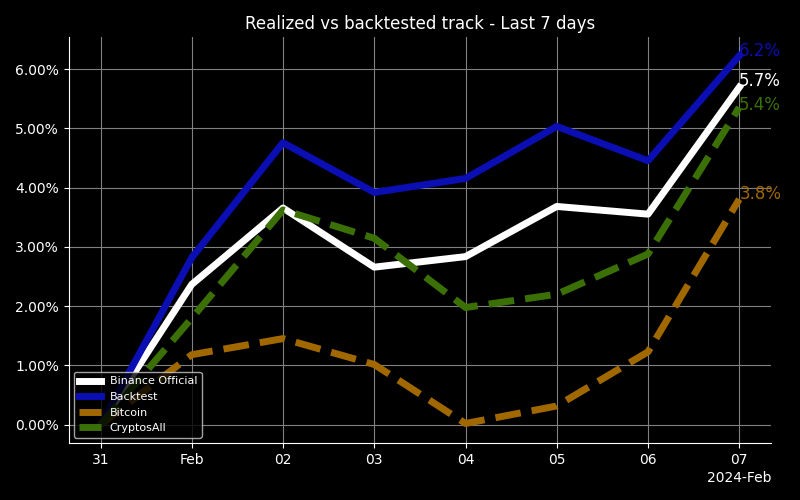 Realized vs backtested track - Last 7 days
6.2%
6.00%
5.7%
5.4%
5.00%
4.00%
3.8%
3.00%
2.00%
1.00%
Binance Official
Backtest
Bitcoin
CryptosAll
0.00%
31 Feb 02 03 04 05 06 07
2024-Feb